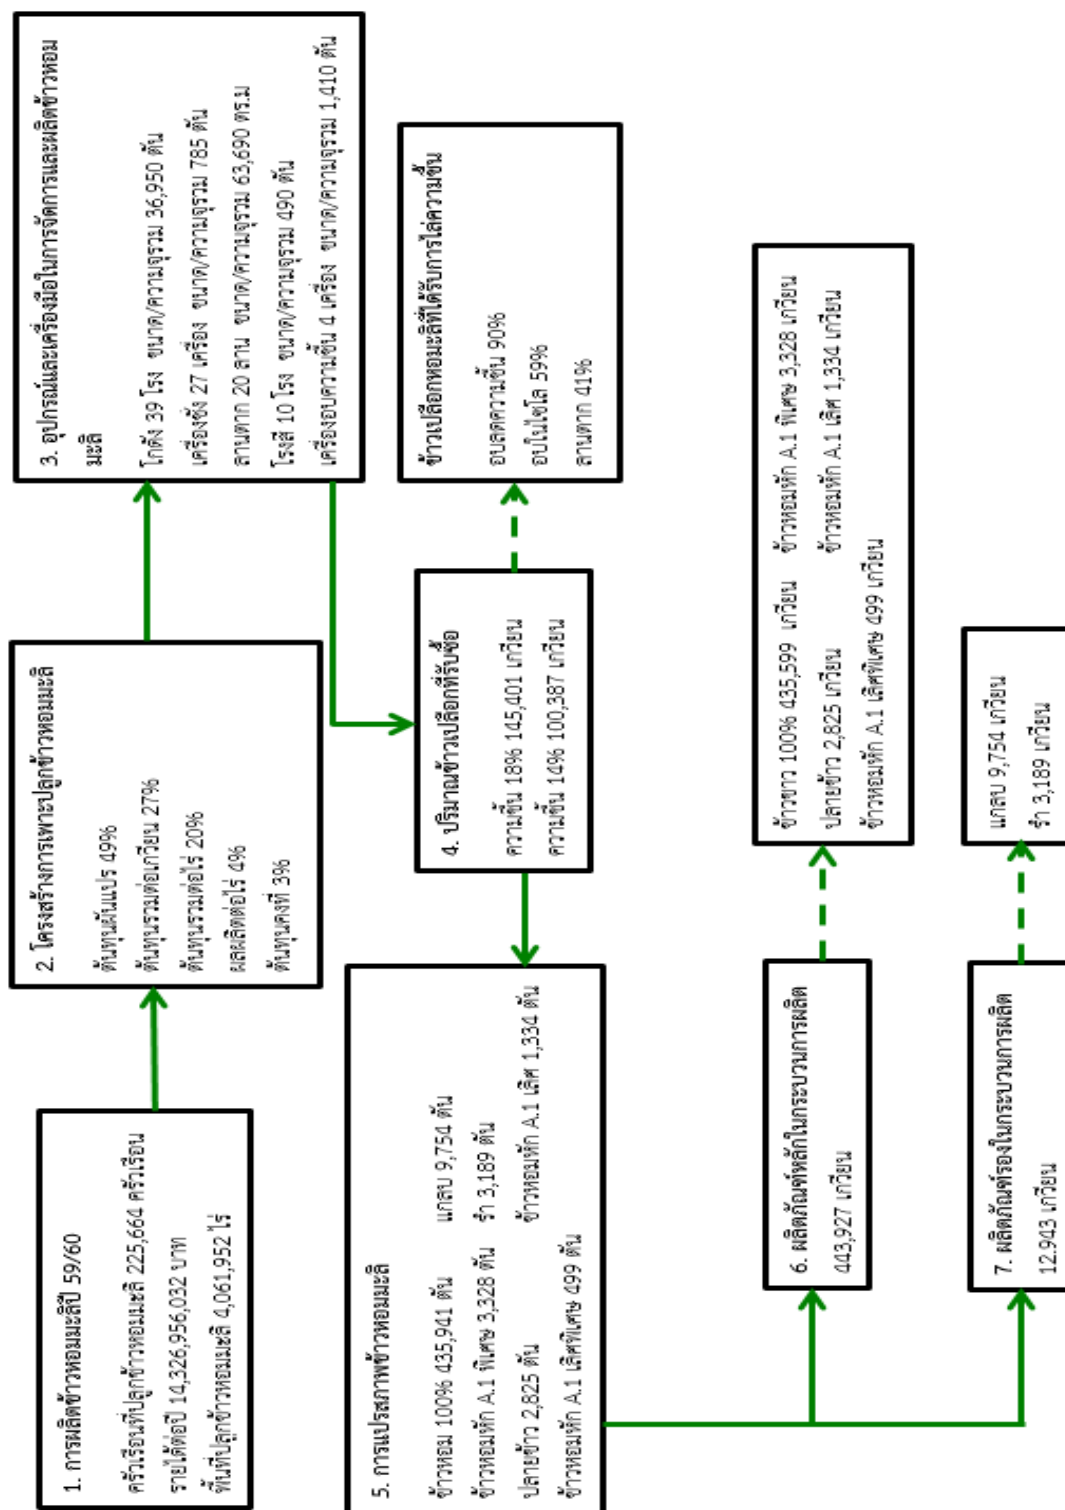 1. การผลิตข้าวหอมมะลิปี 59/60
ครัวเรือนที่ปลูกข้าวหอมมะลิ 225,664 ครัวเรือน
รายได้ต่อปี 14,326,956,032 บาท
พื้นที่ปลูกข้าวหอมมะลิ 4,061,952 ไร่
2. โครงสร้างการเพาะปลูกข้าวหอมมะลิ
ต้นทุนผันแปร 49%
ต้นทุนรวมต่อเกวียน 27%
ต้นทุนรวมต่อไร่ 20%
ผลผลิตต่อไร่ 4%
ต้นทุนคงที่ 3%
3. อุปกรณ์และเครื่องมือในการจัดการและผลิตข้าวหอม
มะลิ
โกดัง 39 โรง ขนาด/ความจุรวม 36,950 ตัน
เครื่องชั่ง 27 เครื่อง ขนาด/ความจุรวม 785 ตัน
ลานตาก 20 ลาน ขนาด/ความจุรวม 63,690 ตร.ม
โรงสี 10 โรง ขนาด/ความจุรวม 490 ตัน
เครื่องอบความชื้น 4 เครื่อง ขนาด/ความจุรวม 1,410 ตัน
4. ปริมาณข้าวเปลือกที่รับซื้อ
ความชื้น 18% 145,401 เกวียน
ความชื้น 14% 100,387 เกวียน
ข้าวเปลือกหอมมะลิที่ได้รับการไล่ความชื้น
อบลดความชื้น 90%
อบในไซโล 59%
ลานตาก 41%
5. การแปรสภาพข้าวหอมมะลิ
ข้าวหอม 100% 435,941 ตัน แกลบ 9,754 ตัน
ข้าวหอมหัก A.1 พิเศษ 3,328 ตัน รำ 3,189 ตัน
ปลายข้าว 2,825 ตัน ข้าวหอมหัก A.1 เลิศ 1,334 ตัน
ข้าวหอมหัก A.1 เลิศพิเศษ 499 ตัน
6. ผลิตภัณฑ์หลักในกระบวนการผลิต
443,927 เกวียน
ข้าวขาว 100% 435,599 เกวียน ข้าวหอมหัก A.1 พิเศษ 3,328 เกวียน
ปลายข้าว 2,825 เกวียน ข้าวหอมหัก A.1 เลิศ 1,334 เกวียน
ข้าวหอมหัก A.1 เลิศพิเศษ 499 เกวียน
7. ผลิตภัณฑ์รองในกระบวนการผลิต
12.943 เกวียน
แกลบ 9,754 เกวียน
รำ 3,189 เกวียน